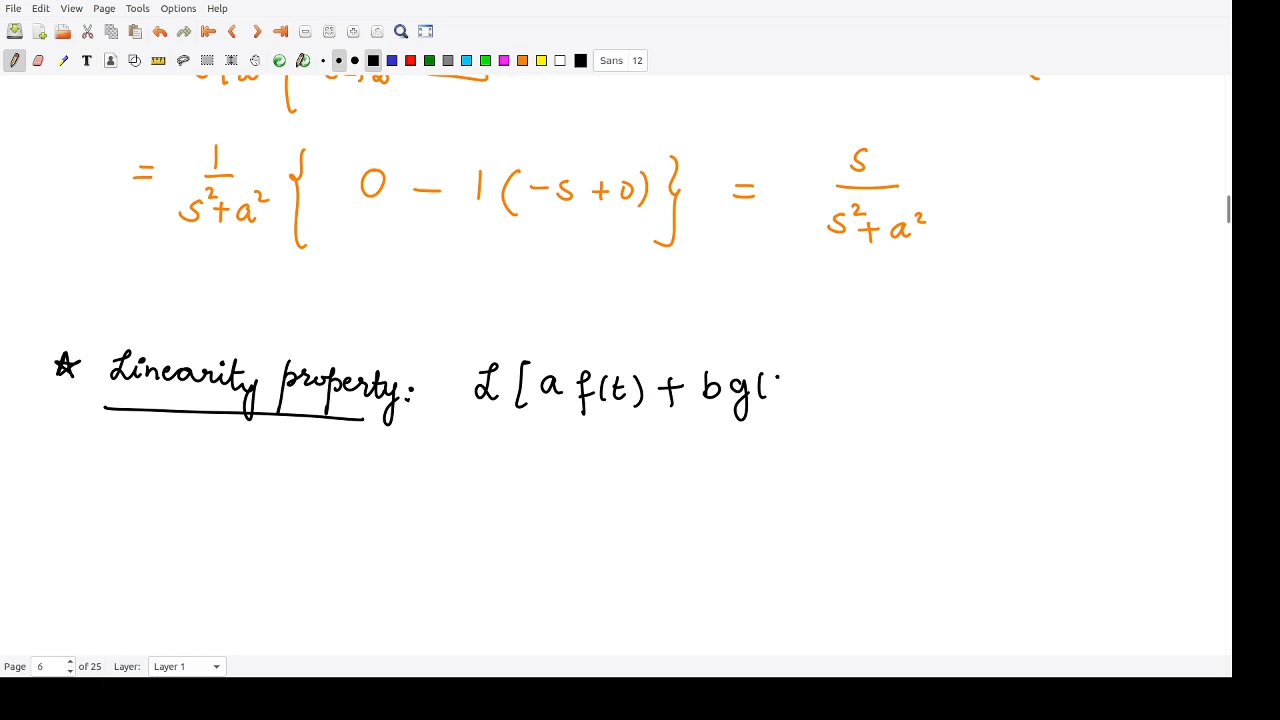 File Edit View Page Tools Options Help
Sans 12
= 1/(s²+a²) { 0 - 1(-s+0) } = s/(s²+a²)
☆ Linearity property: ℒ[a f(t) + b g(
Page 6 of 25 Layer: Layer 1